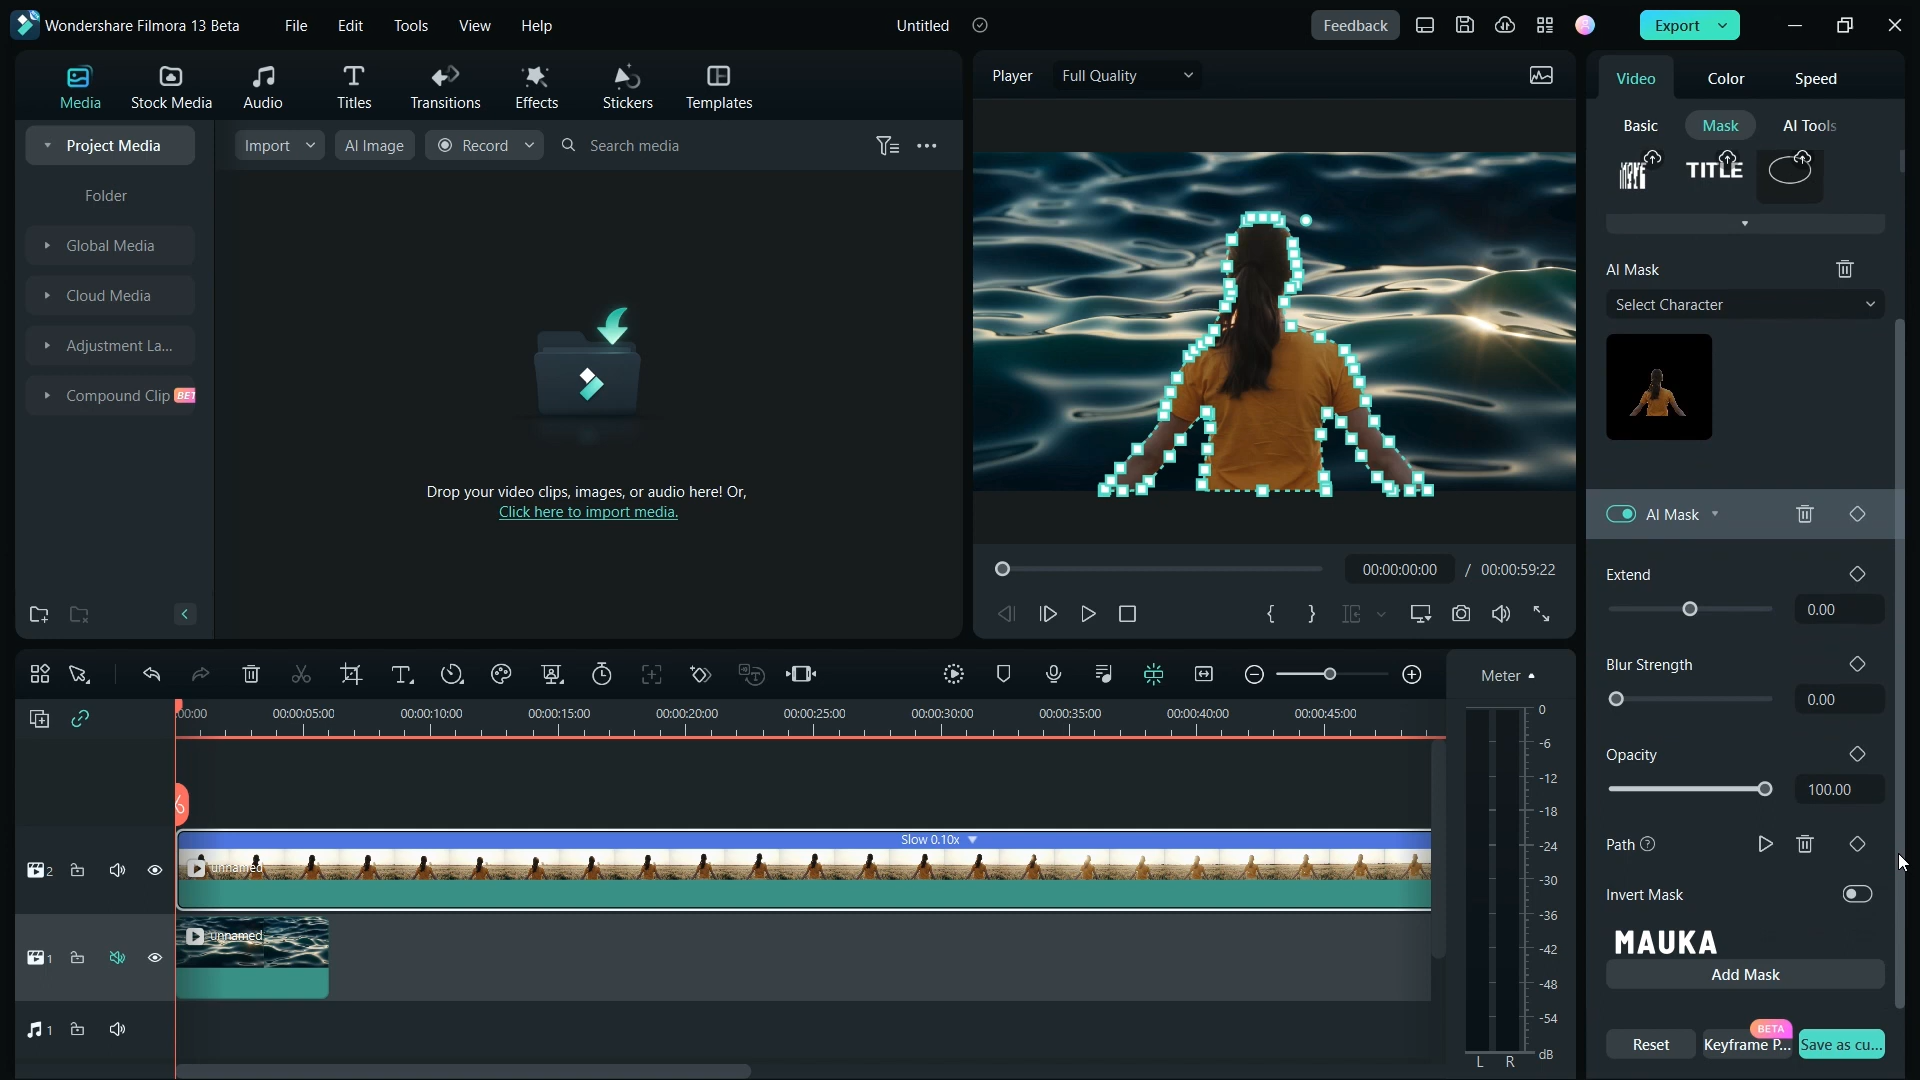 Wondershare Filmora 13 Beta
File
Edit
Tools
View
Help
Untitled
Feedback
Export
Media
Stock Media
Audio
Titles
Transitions
Effects
Stickers
Templates
Project Media
Folder
Global Media
Cloud Media
Adjustment La...
Compound Clip
Import
AI Image
Record
Search media
Drop your video clips, images, or audio here! Or,
Click here to import media.
Player
Full Quality
00:00:00:00 / 00:00:59:22
Video
Color
Speed
Basic
Mask
AI Tools
TITLE
AI Mask
Select Character
AI Mask
Extend
0.00
Blur Strength
0.00
Opacity
100.00
Path
Invert Mask
MAUKA
Add Mask
BETA
Reset
Keyframe P...
Save as cu...
Meter
:00:00
00:00:05:00
00:00:10:00
00:00:15:00
00:00:20:00
00:00:25:00
00:00:30:00
00:00:35:00
00:00:40:00
00:00:45:00
Slow 0.10x
unnamed
2
unnamed
1
1
0
-6
-12
-18
-24
-30
-36
-42
-48
-54
dB
L R